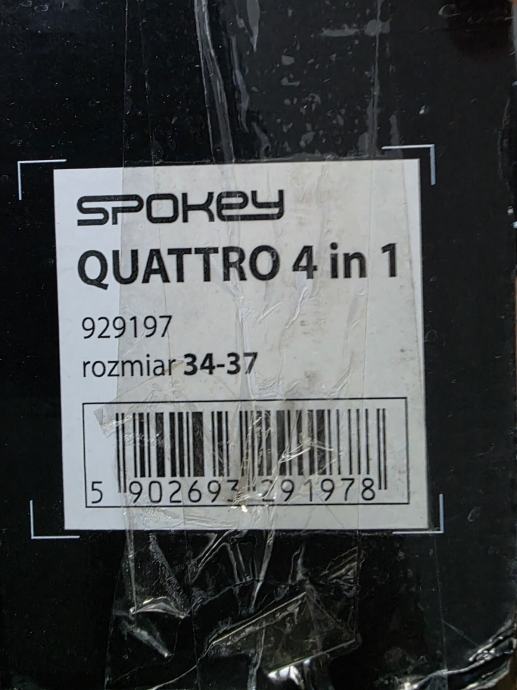 SPOKEY
QUATTRO 4 in 1
929197
rozmiar 34-37
5 902693 291978